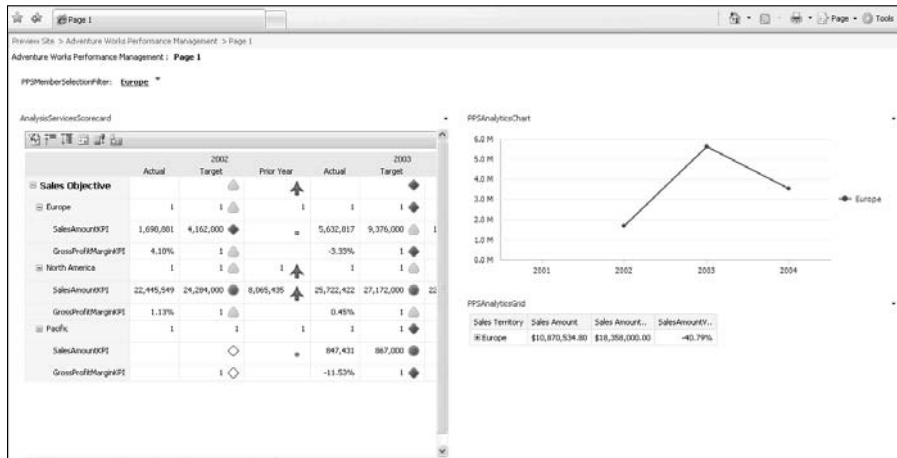 Page 1
Page
Tools
Preview Site > Adventure Works Performance Management > Page 1
Adventure Works Performance Management : Page 1
PPSMemberSelectionFilter: Europe
AnalysisServicesScorecard
2002 2003
Actual Target Prior Year Actual Target
Sales Objective
Europe 1 1 1 1 1
SalesAmountKPI 1,698,881 4,162,000 5,632,817 9,376,000 1
GrossProfitMarginKPI 4.10% 1 -3.33% 1
North America 1 1 1 1 1
SalesAmountKPI 22,445,549 24,284,000 8,065,435 25,722,422 27,172,000 22
GrossProfitMarginKPI 1.13% 1 0.45% 1
Pacific 1 1 1 1 1
SalesAmountKPI 847,431 867,000
GrossProfitMarginKPI 1 -11.53% 1
PPSAnalyticsChart
6.0 M
5.0 M
4.0 M
3.0 M
2.0 M
1.0 M
0.0 M
2001 2002 2003 2004
Europe
PPSAnalyticsGrid
Sales Territory Sales Amount Sales Amount... SalesAmountV...
Europe $10,870,534.80 $18,358,000.00 -40.79%